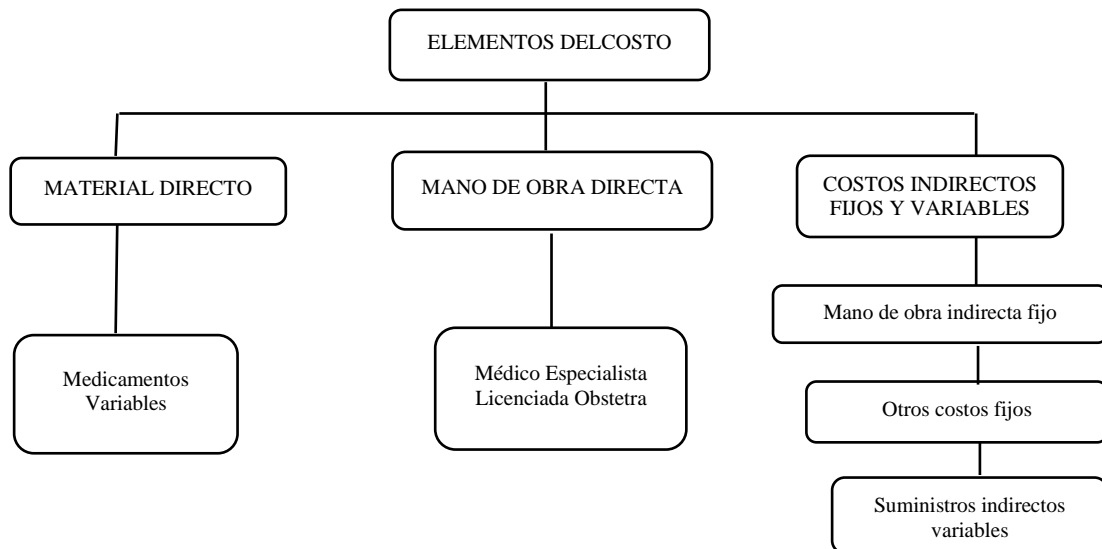 ELEMENTOS DELCOSTO
MATERIAL DIRECTO
MANO DE OBRA DIRECTA
COSTOS INDIRECTOS
FIJOS Y VARIABLES
Medicamentos
Variables
Médico Especialista
Licenciada Obstetra
Mano de obra indirecta fijo
Otros costos fijos
Suministros indirectos
variables